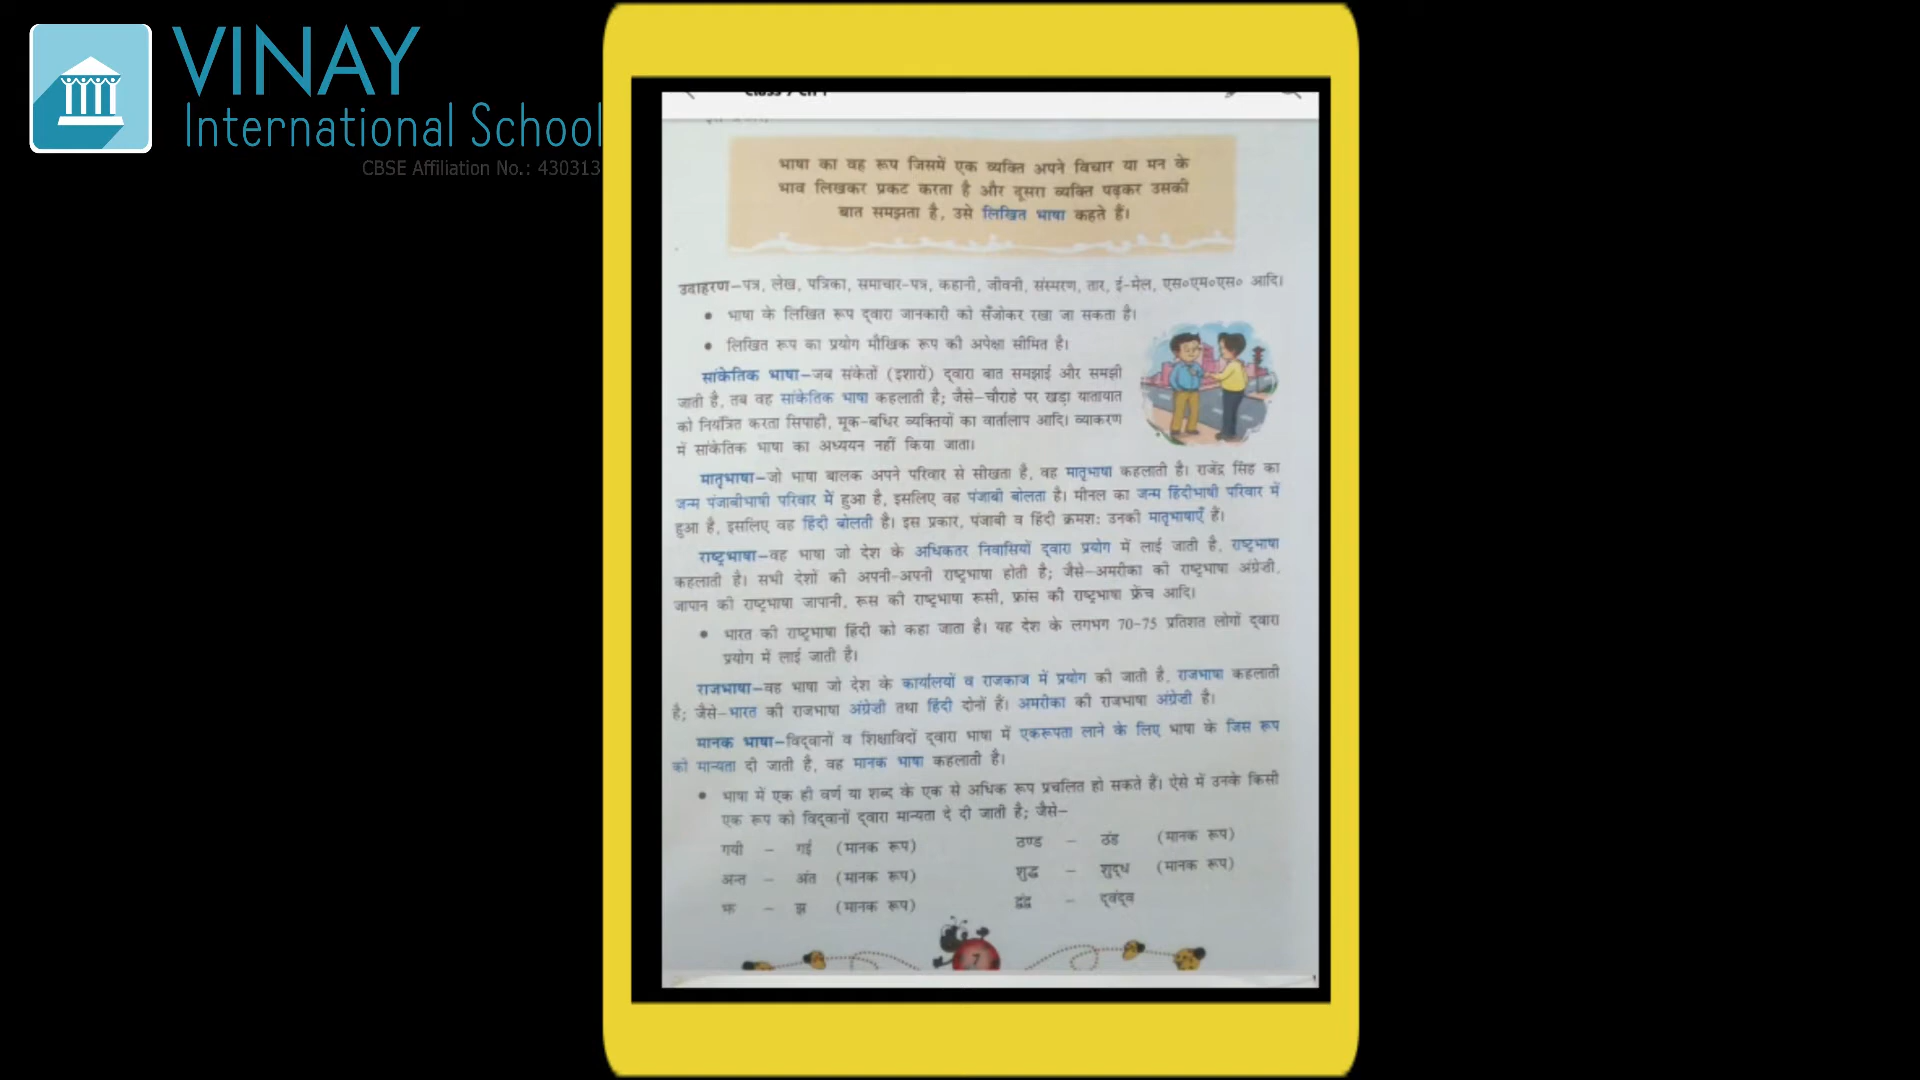 VINAY
International School
CBSE Affiliation No.: 430313
भाषा का वह रूप जिसमें एक व्यक्ति अपने विचार या मन के
भाव लिखकर प्रकट करता है और दूसरा व्यक्ति पढ़कर उसकी
बात समझता है, उसे लिखित भाषा कहते हैं।
उदाहरण–पत्र, लेख, पत्रिका, समाचार-पत्र, कहानी, जीवनी, संस्मरण, तार, ई-मेल, एस०एम०एस० आदि।
• भाषा के लिखित रूप द्वारा जानकारी को सँजोकर रखा जा सकता है।
• लिखित रूप का प्रयोग मौखिक रूप की अपेक्षा सीमित है।
सांकेतिक भाषा–जब संकेतों (इशारों) द्वारा बात समझाई और समझी
जाती है, तब वह सांकेतिक भाषा कहलाती है; जैसे–चौराहे पर खड़ा यातायात
को नियंत्रित करता सिपाही, मूक-बधिर व्यक्तियों का वार्तालाप आदि। व्याकरण
में सांकेतिक भाषा का अध्ययन नहीं किया जाता।
मातृभाषा–जो भाषा बालक अपने परिवार से सीखता है, वह मातृभाषा कहलाती है। राजेंद्र सिंह का
जन्म पंजाबीभाषी परिवार में हुआ है, इसलिए वह पंजाबी बोलता है। मीनल का जन्म हिंदीभाषी परिवार में
हुआ है, इसलिए वह हिंदी बोलती है। इस प्रकार, पंजाबी व हिंदी क्रमशः उनकी मातृभाषाएँ हैं।
राष्ट्रभाषा–वह भाषा जो देश के अधिकतर निवासियों द्वारा प्रयोग में लाई जाती है, राष्ट्रभाषा
कहलाती है। सभी देशों की अपनी-अपनी राष्ट्रभाषा होती है; जैसे–अमरीका की राष्ट्रभाषा अंग्रेज़ी,
जापान की राष्ट्रभाषा जापानी, रूस की राष्ट्रभाषा रूसी, फ्रांस की राष्ट्रभाषा फ्रेंच आदि।
• भारत की राष्ट्रभाषा हिंदी को कहा जाता है। यह देश के लगभग 70-75 प्रतिशत लोगों द्वारा
प्रयोग में लाई जाती है।
राजभाषा–वह भाषा जो देश के कार्यालयों व राजकाज में प्रयोग की जाती है, राजभाषा कहलाती
है; जैसे–भारत की राजभाषा अंग्रेज़ी तथा हिंदी दोनों हैं। अमरीका की राजभाषा अंग्रेज़ी है।
मानक भाषा–विद्वानों व शिक्षाविदों द्वारा भाषा में एकरूपता लाने के लिए भाषा के जिस रूप
को मान्यता दी जाती है, वह मानक भाषा कहलाती है।
• भाषा में एक ही वर्ण या शब्द के एक से अधिक रूप प्रचलित हो सकते हैं। ऐसे में उनके किसी
एक रूप को विद्वानों द्वारा मान्यता दे दी जाती है; जैसे–
गयी – गई (मानक रूप) ठण्ड – ठंड (मानक रूप)
अन्त – अंत (मानक रूप) शुद्ध – शुद्ध (मानक रूप)
– झ (मानक रूप) द्वंद्व – द्वंद्व
7